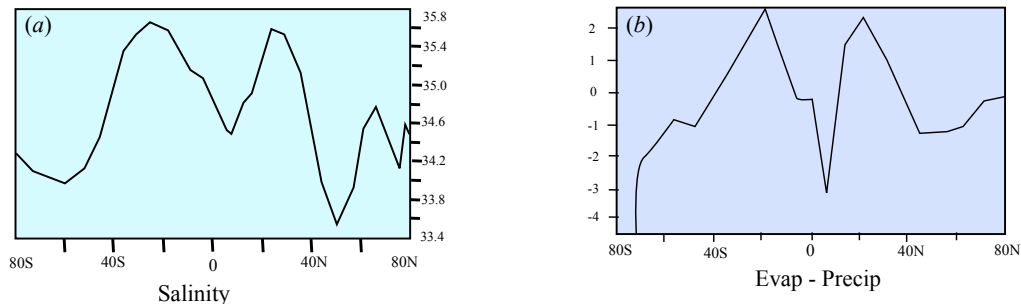 (a)
35.8
35.4
35.0
34.6
34.2
33.8
33.4
80S
40S
0
40N
80N
Salinity
(b)
2
1
0
-1
-2
-3
-4
80S
40S
0
40N
80N
Evap - Precip